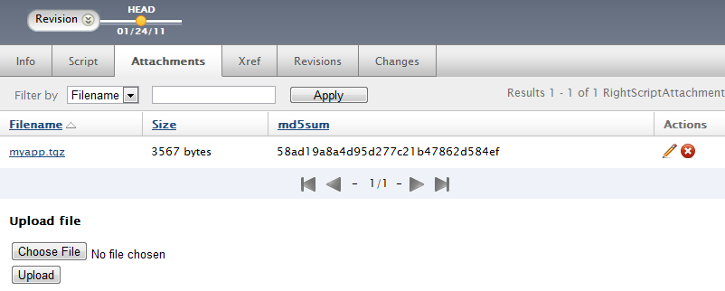 HEAD
Revision
01/24/11
Info Script Attachments Xref Revisions Changes
Filter by Filename Apply Results 1 - 1 of 1 RightScriptAttachment
Filename Size md5sum Actions
myapp.tgz 3567 bytes 58ad19a8a4d95d277c21b47862d584ef
- 1/1 -
Upload file
Choose File No file chosen
Upload